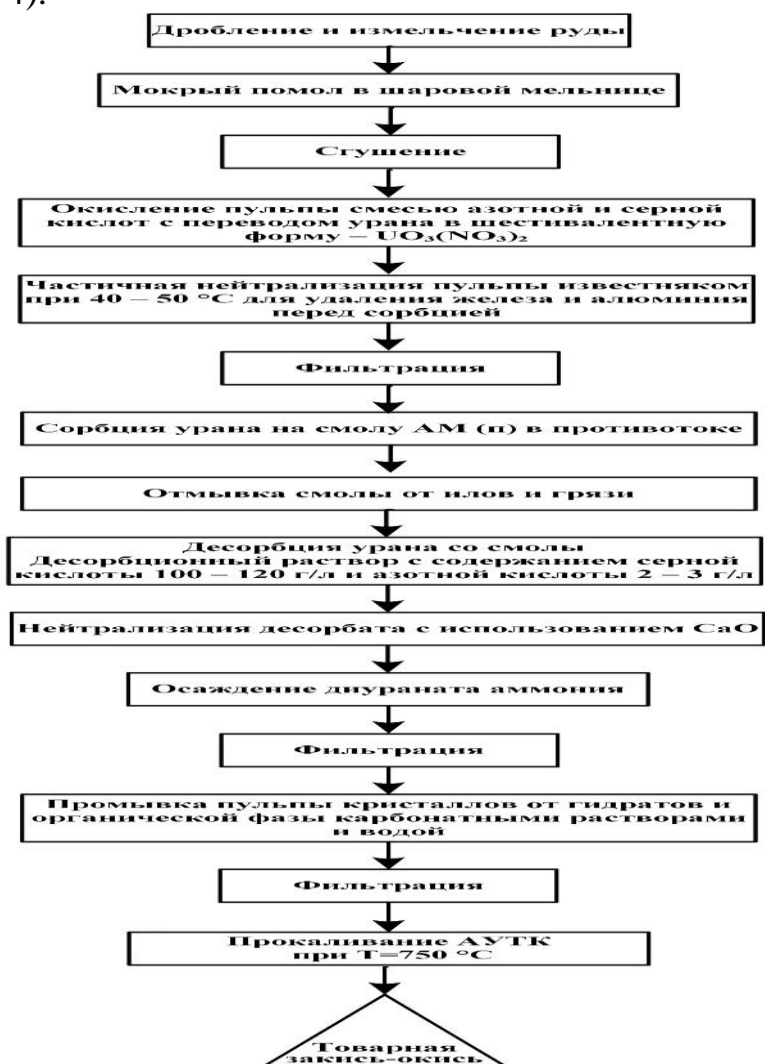 4).
Дробление и измельчение руды
Мокрый помол в шаровой мельнице
Сгущение
Окисление пульпы смесью азотной и серной
кислот с переводом урана в шестивалентную
форму – UO₃(NO₃)₂
Частичная нейтрализация пульпы известняком
при 40 – 50 °C для удаления железа и алюминия
перед сорбцией
Фильтрация
Сорбция урана на смолу АМ (п) в противотоке
Отмывка смолы от илов и грязи
Десорбция урана со смолы
Десорбционный раствор с содержанием серной
кислоты 100 – 120 г/л и азотной кислоты 2 – 3 г/л
Нейтрализация десорбата с использованием CaO
Осаждение диураната аммония
Фильтрация
Промывка пульпы кристаллов от гидратов и
органической фазы карбонатными растворами
и водой
Фильтрация
Прокаливание АУТК
при Т=750 °C
Товарная
закись-окись